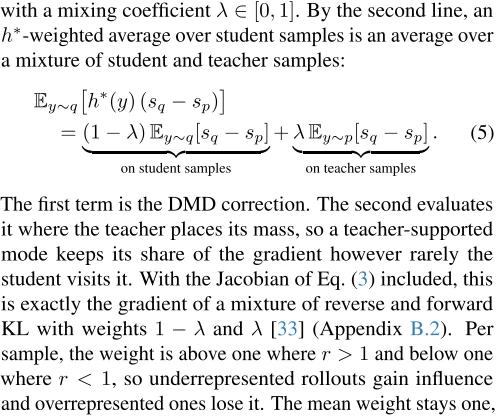 with a mixing coefficient λ ∈ [0, 1]. By the second line, an
h*-weighted average over student samples is an average over
a mixture of student and teacher samples:
𝔼_{y∼q}[h*(y) (s_q − s_p)]
= (1 − λ) 𝔼_{y∼q}[s_q − s_p] + λ 𝔼_{y∼p}[s_q − s_p] . (5)
on student samples on teacher samples
The first term is the DMD correction. The second evaluates
it where the teacher places its mass, so a teacher-supported
mode keeps its share of the gradient however rarely the
student visits it. With the Jacobian of Eq. (3) included, this
is exactly the gradient of a mixture of reverse and forward
KL with weights 1 − λ and λ [33] (Appendix B.2). Per
sample, the weight is above one where r > 1 and below one
where r < 1, so underrepresented rollouts gain influence
and overrepresented ones lose it. The mean weight stays one,